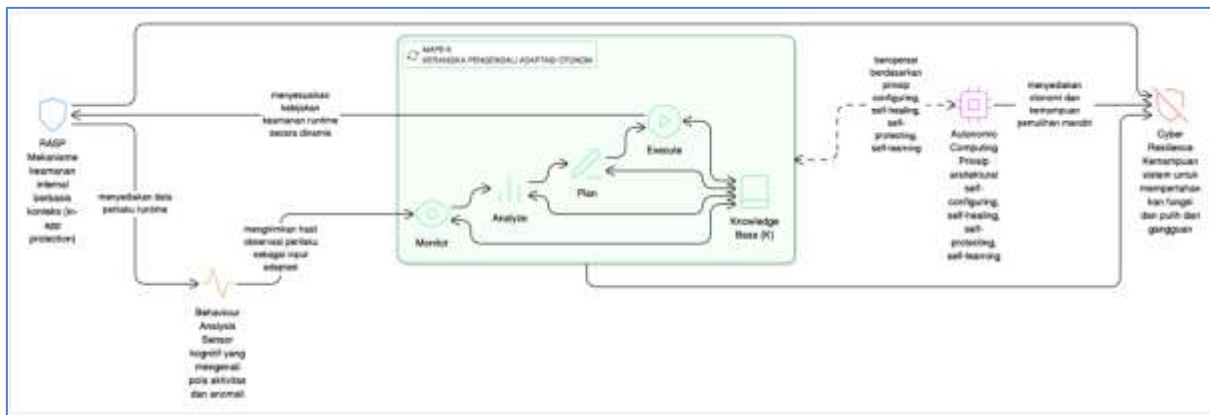 MAPE-K
KERANGKA PENGENDALI ADAPTASI OTONOM
menyesuaikan
kebijakan
keamanan runtime
secara dinamis
beroperasi
berdasarkan
prinsip
configuring,
self-healing,
self-
protecting,
self-learning
menyediakan
otonomi dan
kemampuan
pemulihan mandiri
RASP
Mekanisme
keamanan
internal
berbasis
konteks (in-
app
protection)
menyediakan data
perilaku runtime
Execute
Plan
Analyze
Monitor
Knowledge
Base (K)
mengirimkan hasil
observasi perilaku
sebagai input
adaptasi
Autonomic
Computing
Prinsip
arsitektural
self-
configuring,
self-healing,
self-
protecting,
self-learning
Cyber
Resilience
Kemampuan
sistem untuk
mempertahan
kan fungsi
dan pulih dari
gangguan
Behaviour
Analysis
Sensor
kognitif yang
mengenali
pola aktivitas
dan anomali